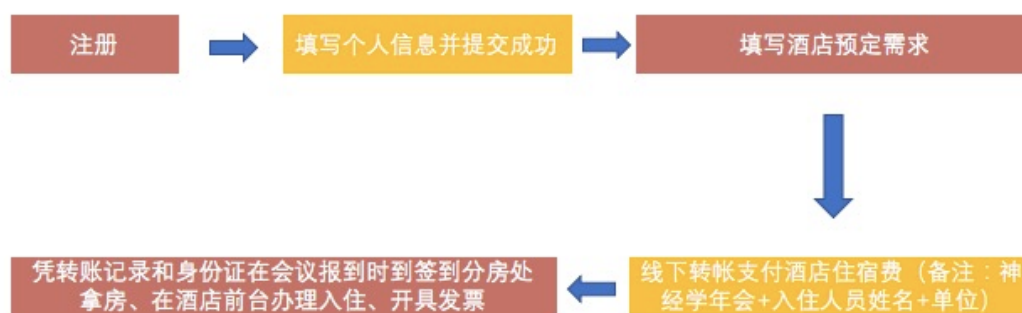 注册
填写个人信息并提交成功
填写酒店预定需求
线下转帐支付酒店住宿费（备注：神
经学年会+入住人员姓名+单位）
凭转账记录和身份证在会议报到时到签到分房处
拿房、在酒店前台办理入住、开具发票